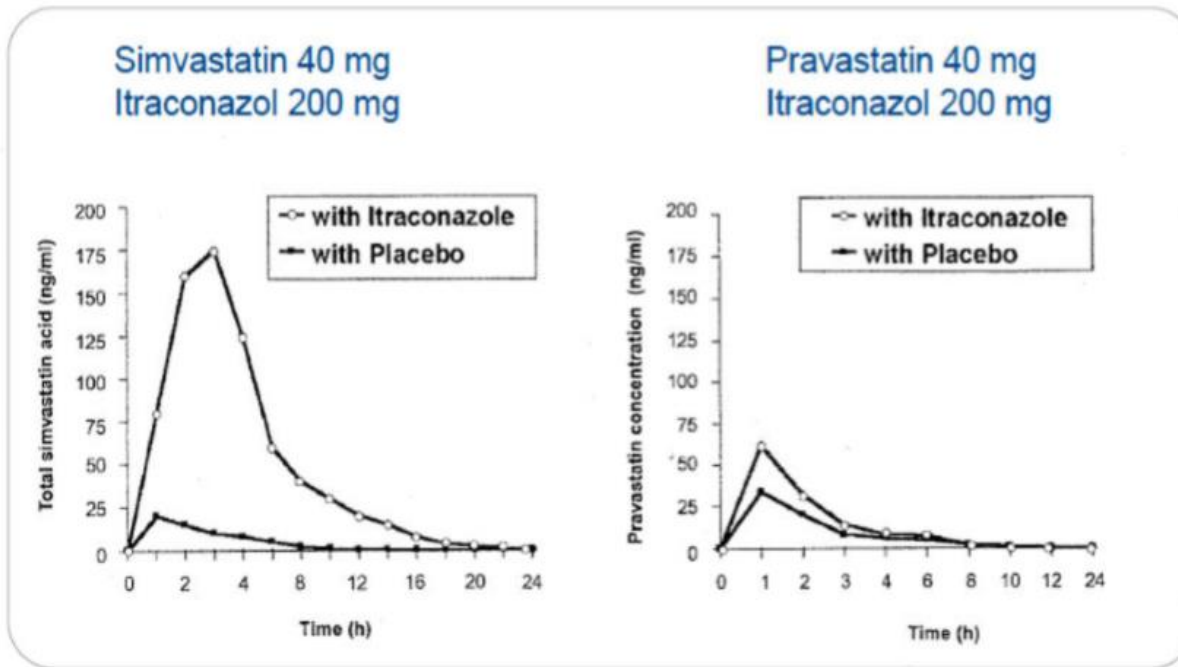 Simvastatin 40 mg
Itraconazol 200 mg
Pravastatin 40 mg
Itraconazol 200 mg
with Itraconazole
with Placebo
Total simvastatin acid (ng/ml)
200
175
150
125
100
75
50
25
0
0 2 4 8 12 16 20 24
Time (h)
with Itraconazole
with Placebo
Pravastatin concentration (ng/ml)
200
175
150
125
100
75
50
25
0
0 1 2 3 4 6 8 10 12 24
Time (h)